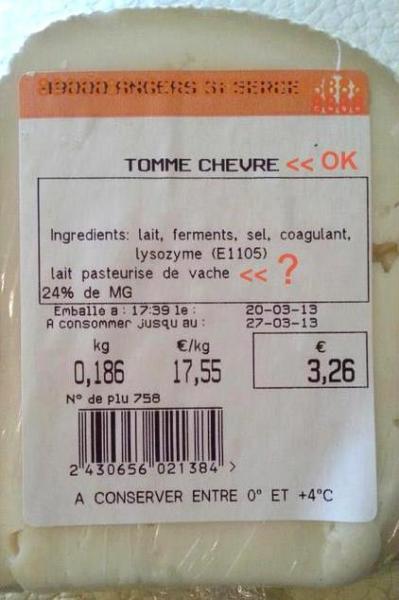 49000 ANGERS ST SERGE
TOMME CHEVRE << OK
Ingredients: lait, ferments, sel, coagulant,
lysozyme (E1105)
lait pasteurise de vache << ?
24% de MG
Emballé à : 17:39 le : 20-03-13
A consommer jusqu au : 27-03-13
kg €/kg €
0,186 17,55 3,26
N° de plu 758
2 430656 021384 >
A CONSERVER ENTRE 0° ET +4°C